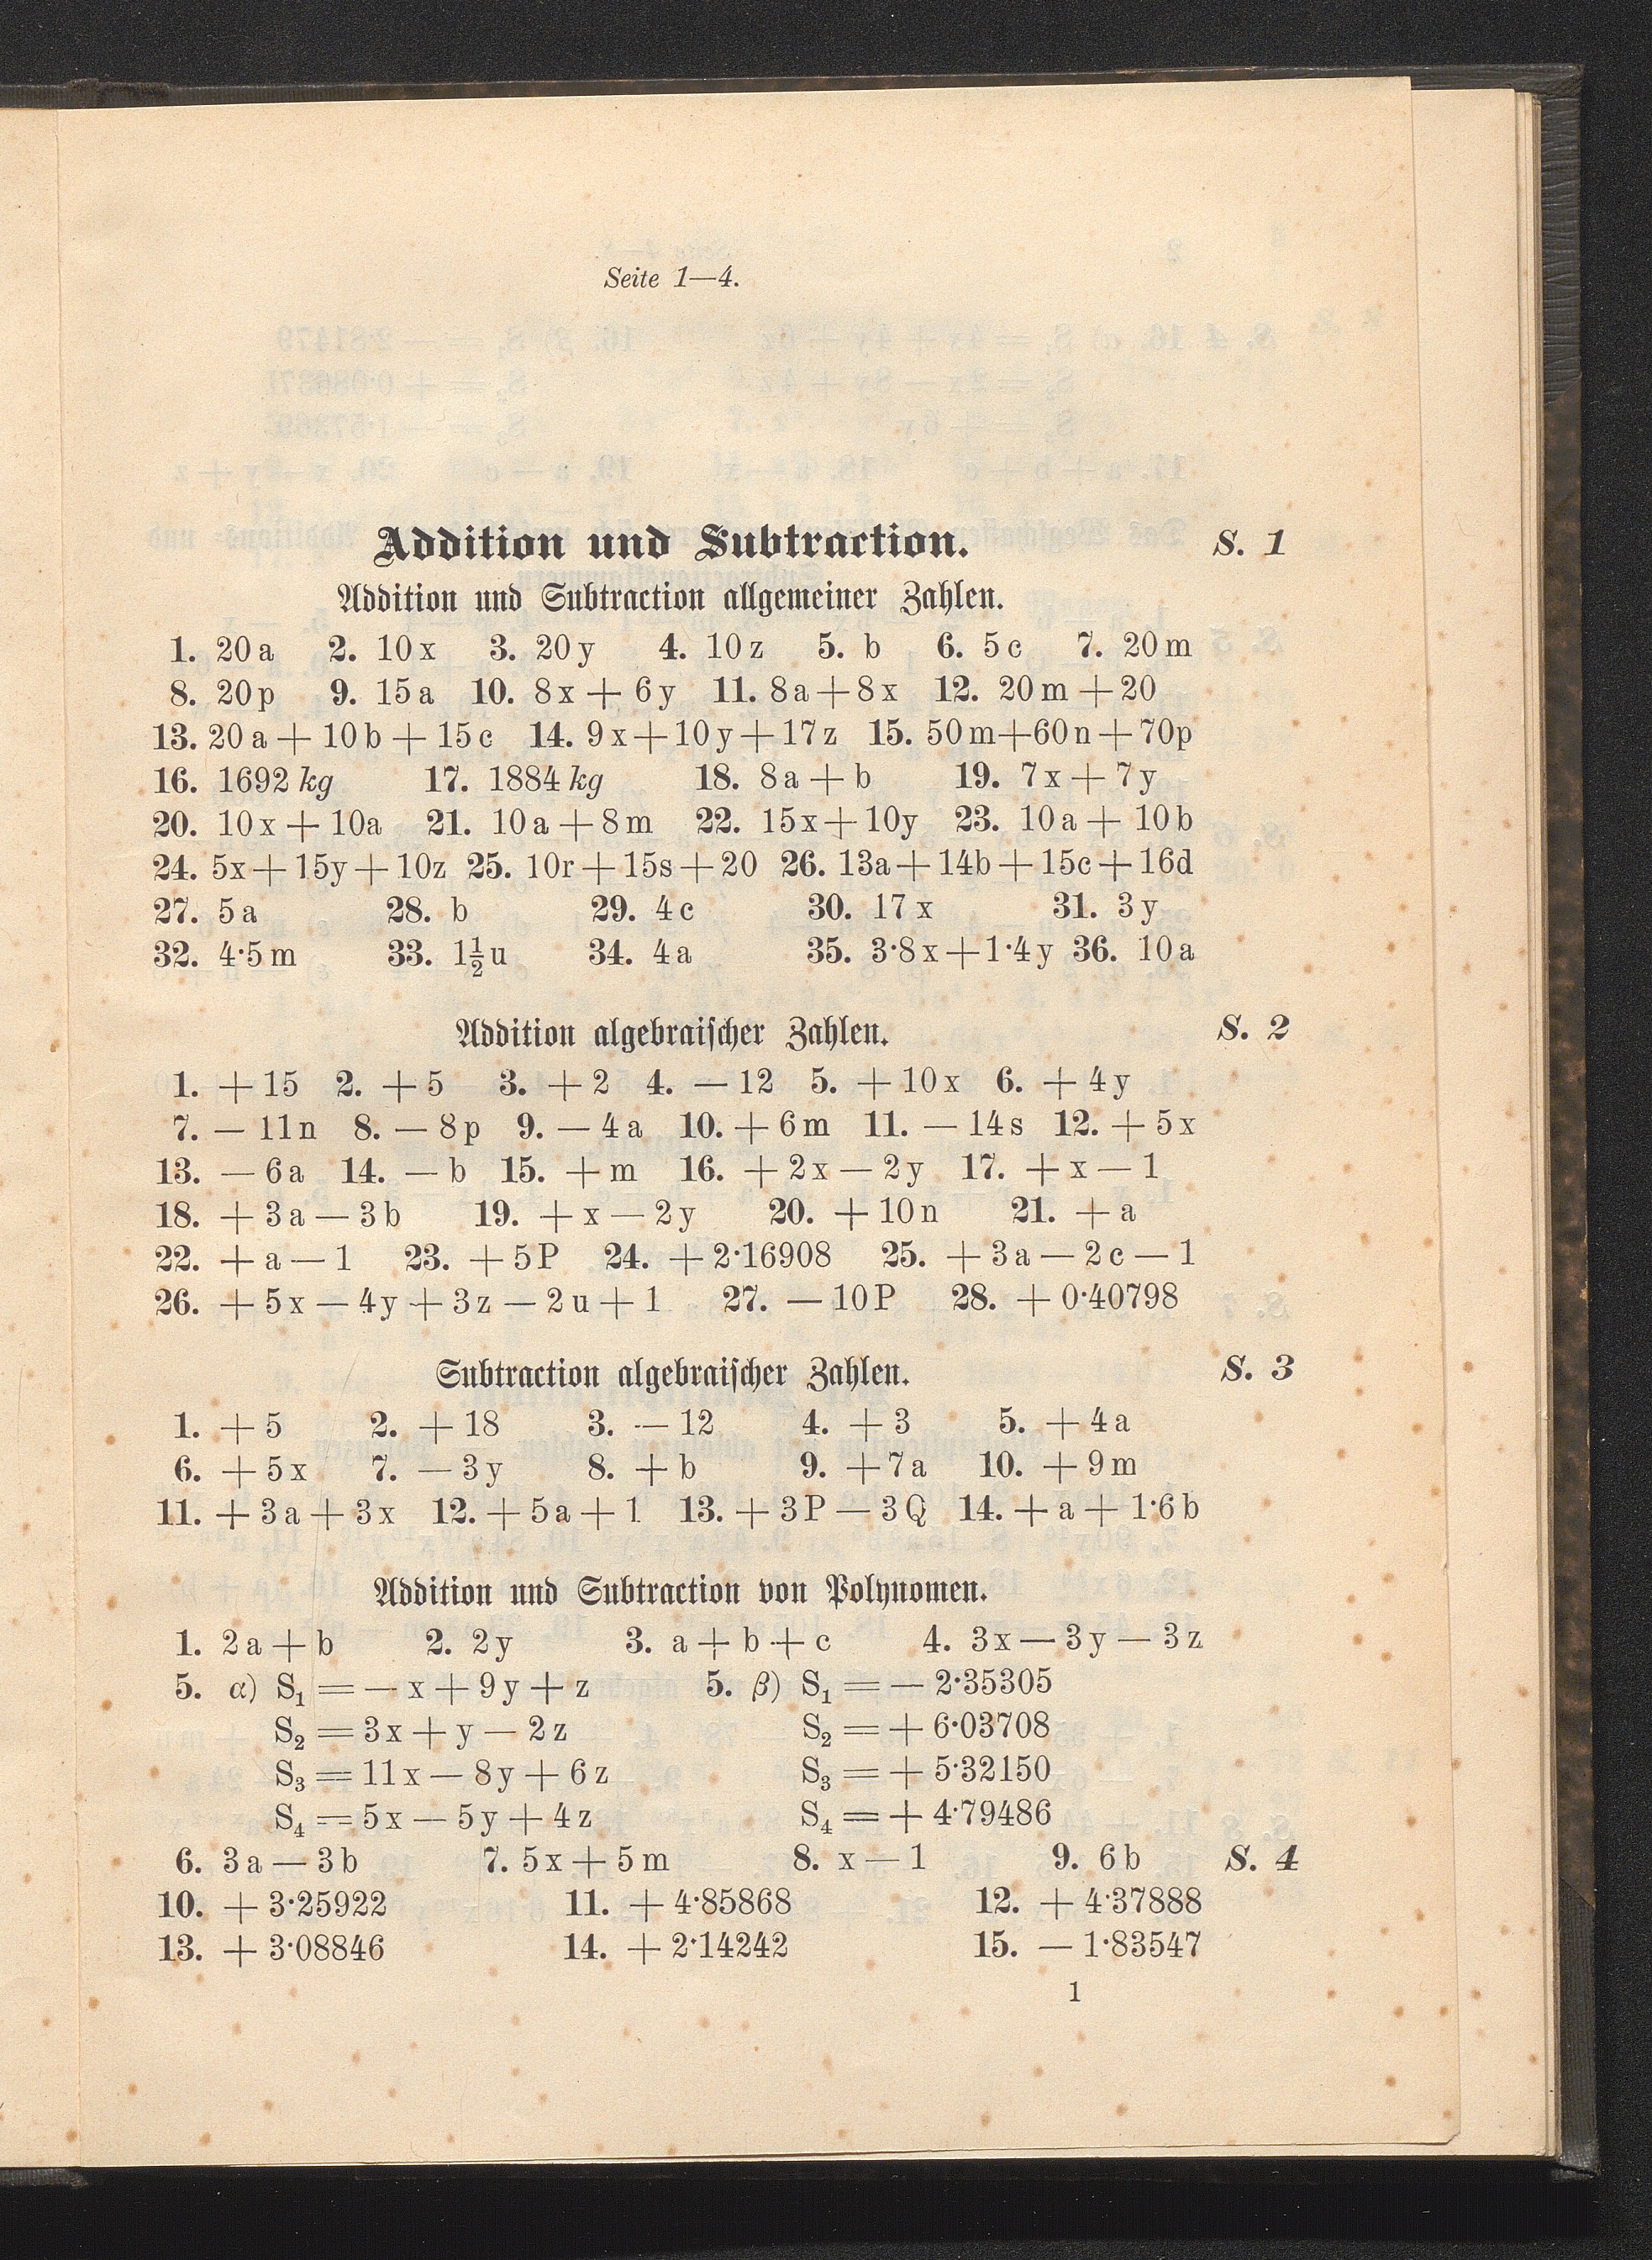 Seite 1—4.
Addition und Subtraction. S. 1
Addition und Subtraction allgemeiner Zahlen.
1. 20a 2. 10x 3. 20y 4. 10z 5. b 6. 5c 7. 20m
8. 20p 9. 15a 10. 8x + 6y 11. 8a + 8x 12. 20m + 20
13. 20a + 10b + 15c 14. 9x + 10y + 17z 15. 50m + 60n + 70p
16. 1692 kg 17. 1884 kg 18. 8a + b 19. 7x + 7y
20. 10x + 10a 21. 10a + 8m 22. 15x + 10y 23. 10a + 10b
24. 5x + 15y + 10z 25. 10r + 15s + 20 26. 13a + 14b + 15c + 16d
27. 5a 28. b 29. 4c 30. 17x 31. 3y
32. 4·5m 33. 1½u 34. 4a 35. 3·8x + 1·4y 36. 10a
Addition algebraischer Zahlen. S. 2
1. + 15 2. + 5 3. + 2 4. — 12 5. + 10x 6. + 4y
7. — 11n 8. — 8p 9. — 4a 10. + 6m 11. — 14s 12. + 5x
13. — 6a 14. — b 15. + m 16. + 2x — 2y 17. + x — 1
18. + 3a — 3b 19. + x — 2y 20. + 10n 21. + a
22. + a — 1 23. + 5P 24. + 2·16908 25. + 3a — 2c — 1
26. + 5x — 4y + 3z — 2u + 1 27. — 10P 28. + 0·40798
Subtraction algebraischer Zahlen. S. 3
1. + 5 2. + 18 3. — 12 4. + 3 5. + 4a
6. + 5x 7. — 3y 8. + b 9. + 7a 10. + 9m
11. + 3a + 3x 12. + 5a + 1 13. + 3P — 3Q 14. + a + 1·6b
Addition und Subtraction von Polynomen.
1. 2a + b 2. 2y 3. a + b + c 4. 3x — 3y — 3z
5. α) S₁ = — x + 9y + z 5. β) S₁ = — 2·35305
S₂ = 3x + y — 2z S₂ = + 6·03708
S₃ = 11x — 8y + 6z S₃ = + 5·32150
S₄ = 5x — 5y + 4z S₄ = + 4·79486
6. 3a — 3b 7. 5x + 5m 8. x — 1 9. 6b S. 4
10. + 3·25922 11. + 4·85868 12. + 4·37888
13. + 3·08846 14. + 2·14242 15. — 1·83547
1